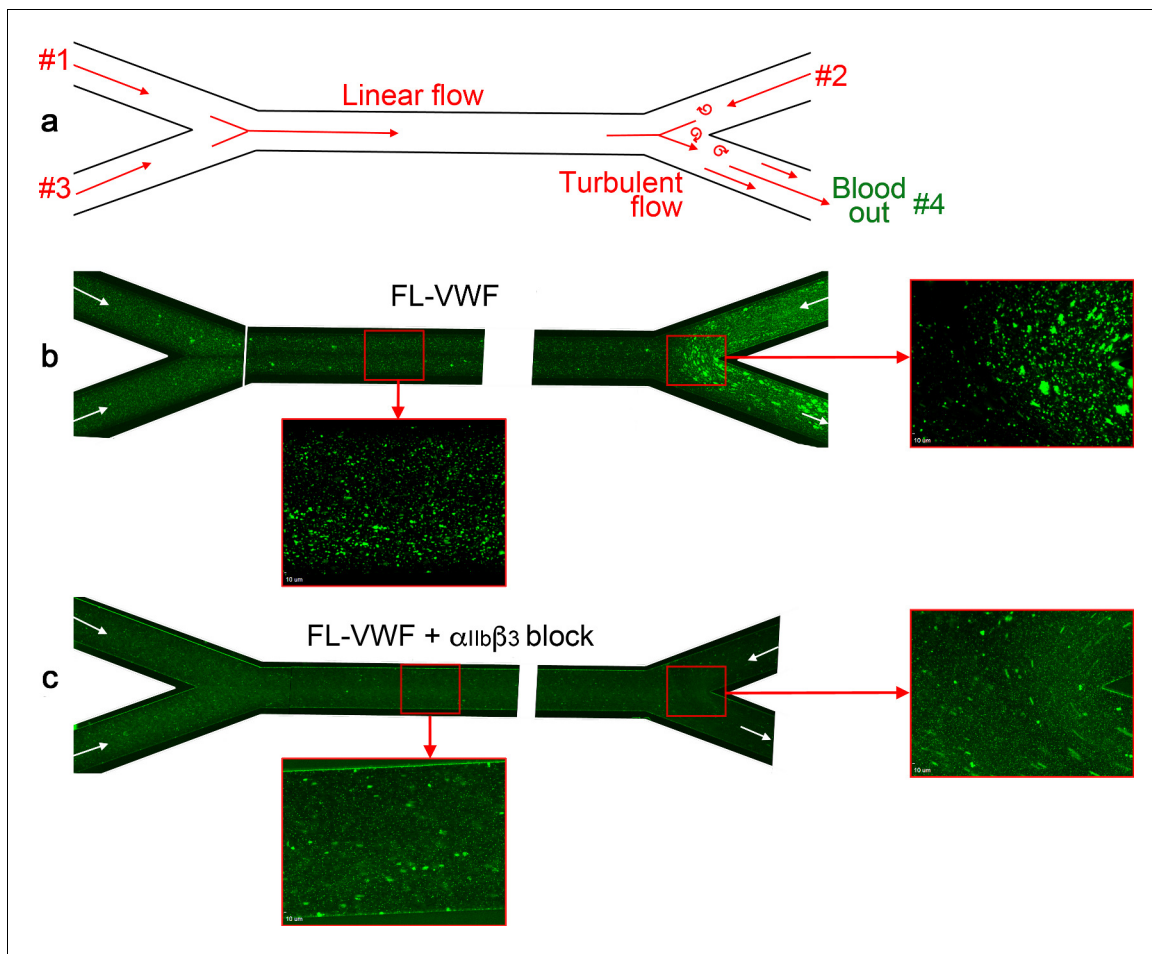 #1
Linear flow
#2
a
#3
Turbulent
flow
Blood
out
#4
FL-VWF
b
10 um
10 um
FL-VWF + αIIbβ3 block
c
10 um
10 um